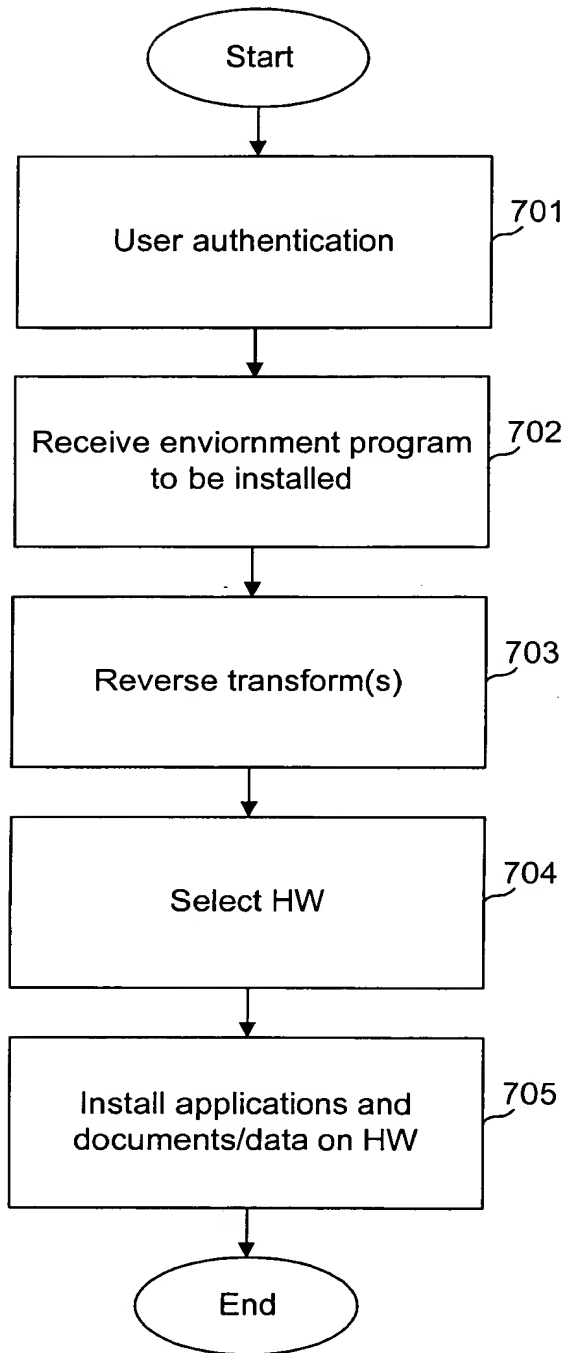 Start
User authentication
701
Receive enviornment program
to be installed
702
Reverse transform(s)
703
Select HW
704
Install applications and
documents/data on HW
705
End